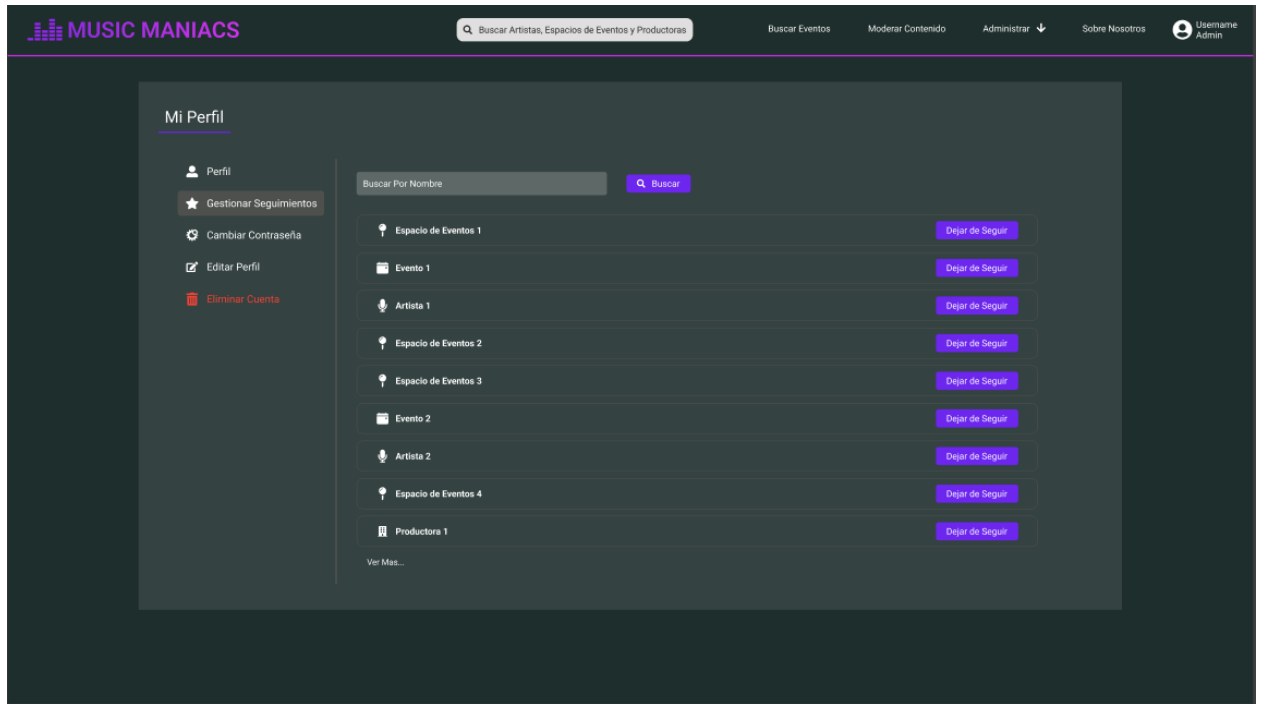 MUSIC MANIACS
Buscar Artistas, Espacios de Eventos y Productoras
Buscar Eventos
Moderar Contenido
Administrar
Sobre Nosotros
Username
Admin
Mi Perfil
Perfil
Gestionar Seguimientos
Cambiar Contraseña
Editar Perfil
Eliminar Cuenta
Buscar Por Nombre
Buscar
Espacio de Eventos 1
Dejar de Seguir
Evento 1
Dejar de Seguir
Artista 1
Dejar de Seguir
Espacio de Eventos 2
Dejar de Seguir
Espacio de Eventos 3
Dejar de Seguir
Evento 2
Dejar de Seguir
Artista 2
Dejar de Seguir
Espacio de Eventos 4
Dejar de Seguir
Productora 1
Dejar de Seguir
Ver Mas...